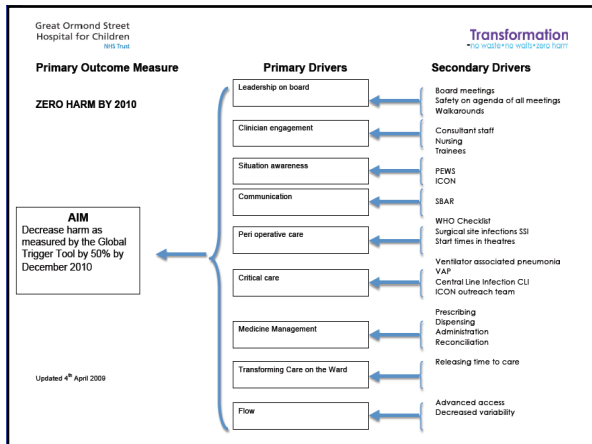 Great Ormond Street
Hospital for Children
NHS Trust
Transformation
no waste•no waits•zero harm
Primary Outcome Measure
Primary Drivers
Secondary Drivers
ZERO HARM BY 2010
AIM
Decrease harm as
measured by the Global
Trigger Tool by 50% by
December 2010
Updated 4th April 2009
Leadership on board
Board meetings
Safety on agenda of all meetings
Walkarounds
Clinician engagement
Consultant staff
Nursing
Trainees
Situation awareness
PEWS
ICON
Communication
SBAR
Peri operative care
WHO Checklist
Surgical site infections SSI
Start times in theatres
Critical care
Ventilator associated pneumonia
VAP
Central Line Infection CLI
ICON outreach team
Medicine Management
Prescribing
Dispensing
Administration
Reconciliation
Transforming Care on the Ward
Releasing time to care
Flow
Advanced access
Decreased variability